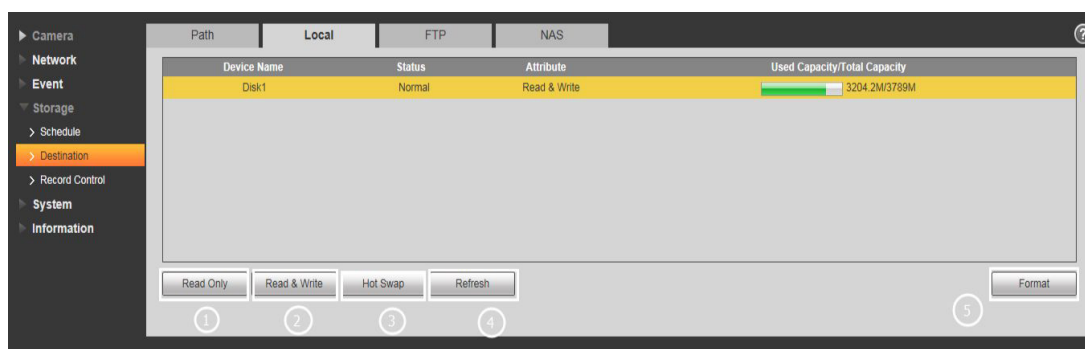 Path Local FTP NAS ?
Camera
Network
Event
Storage
Schedule
Destination
Record Control
System
Information
Device Name Status Attribute Used Capacity/Total Capacity
Disk1 Normal Read & Write 3204.2M/3789M
Read Only Read & Write Hot Swap Refresh Format
1 2 3 4 5